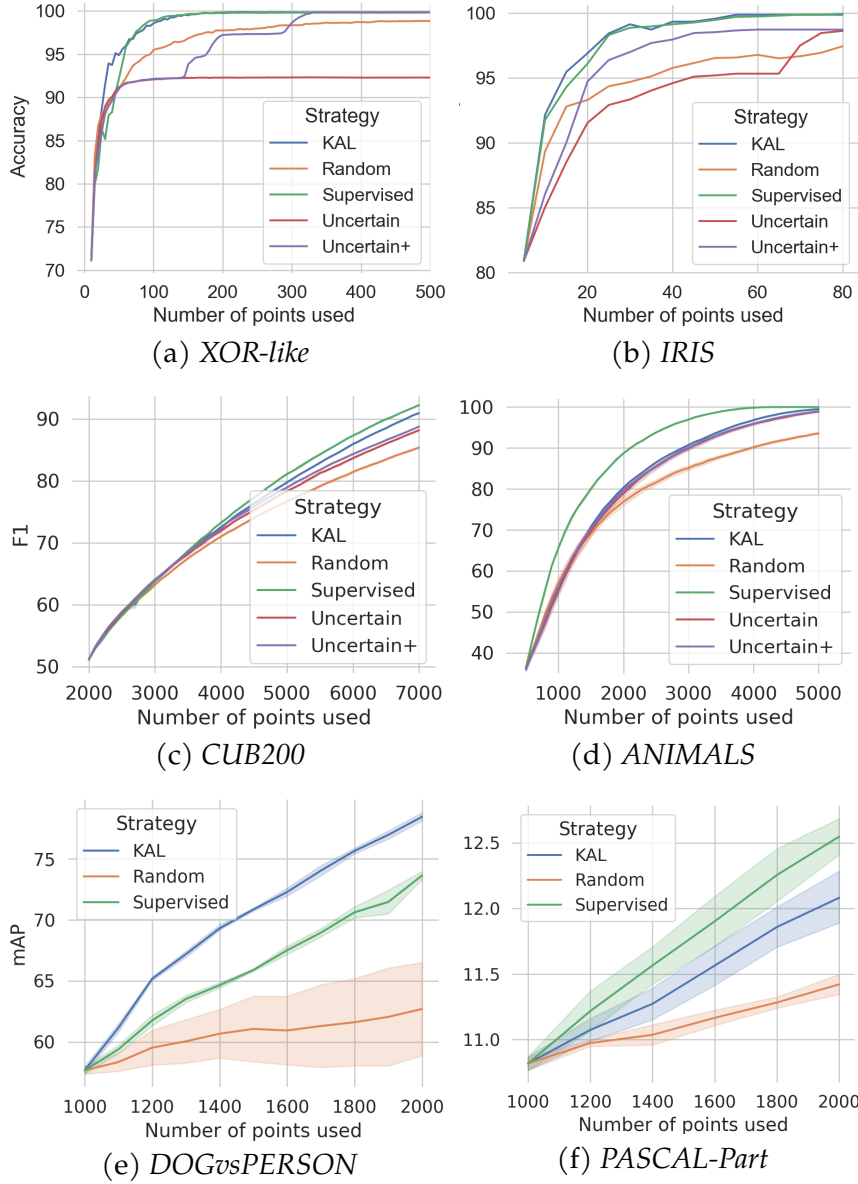 100
95
90
85
80
75
70
Accuracy
Strategy
KAL
Random
Supervised
Uncertain
Uncertain+
0 100 200 300 400 500
Number of points used
(a) XOR-like
100
95
90
85
80
Strategy
KAL
Random
Supervised
Uncertain
Uncertain+
20 40 60 80
Number of points used
(b) IRIS
90
80
70
60
50
F1
Strategy
KAL
Random
Supervised
Uncertain
Uncertain+
2000 3000 4000 5000 6000 7000
Number of points used
(c) CUB200
100
90
80
70
60
50
40
Strategy
KAL
Random
Supervised
Uncertain
Uncertain+
1000 2000 3000 4000 5000
Number of points used
(d) ANIMALS
75
70
65
60
mAP
Strategy
KAL
Random
Supervised
1000 1200 1400 1600 1800 2000
Number of points used
(e) DOGvsPERSON
12.5
12.0
11.5
11.0
Strategy
KAL
Random
Supervised
1000 1200 1400 1600 1800 2000
Number of points used
(f) PASCAL-Part